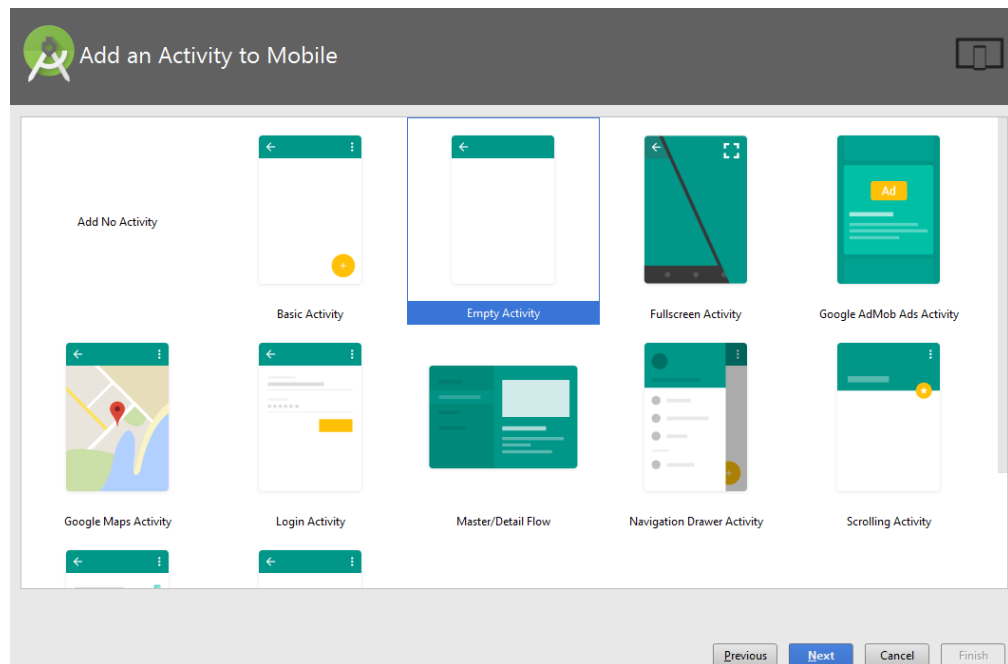 Add an Activity to Mobile
Ad
Add No Activity
Basic Activity
Empty Activity
Fullscreen Activity
Google AdMob Ads Activity
Google Maps Activity
Login Activity
Master/Detail Flow
Navigation Drawer Activity
Scrolling Activity
Previous
Next
Cancel
Finish